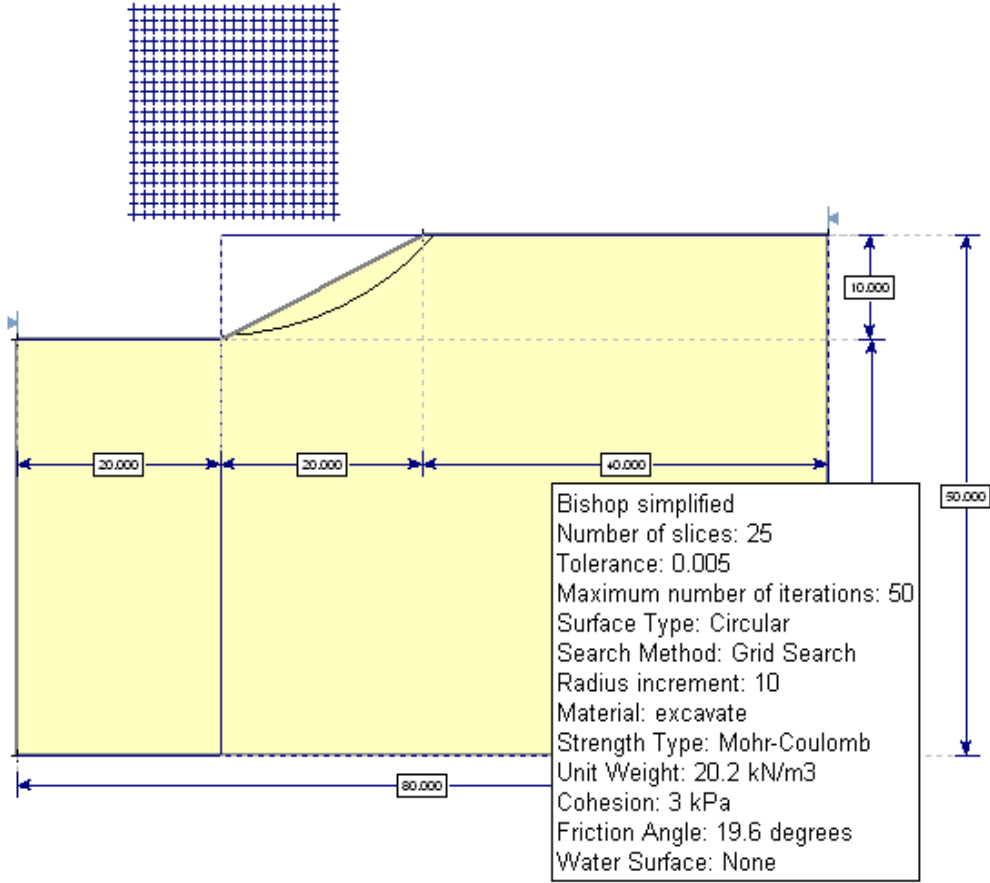 10.000
20.000
20.000
40.000
50.000
80.000
Bishop simplified
Number of slices: 25
Tolerance: 0.005
Maximum number of iterations: 50
Surface Type: Circular
Search Method: Grid Search
Radius increment: 10
Material: excavate
Strength Type: Mohr-Coulomb
Unit Weight: 20.2 kN/m3
Cohesion: 3 kPa
Friction Angle: 19.6 degrees
Water Surface: None